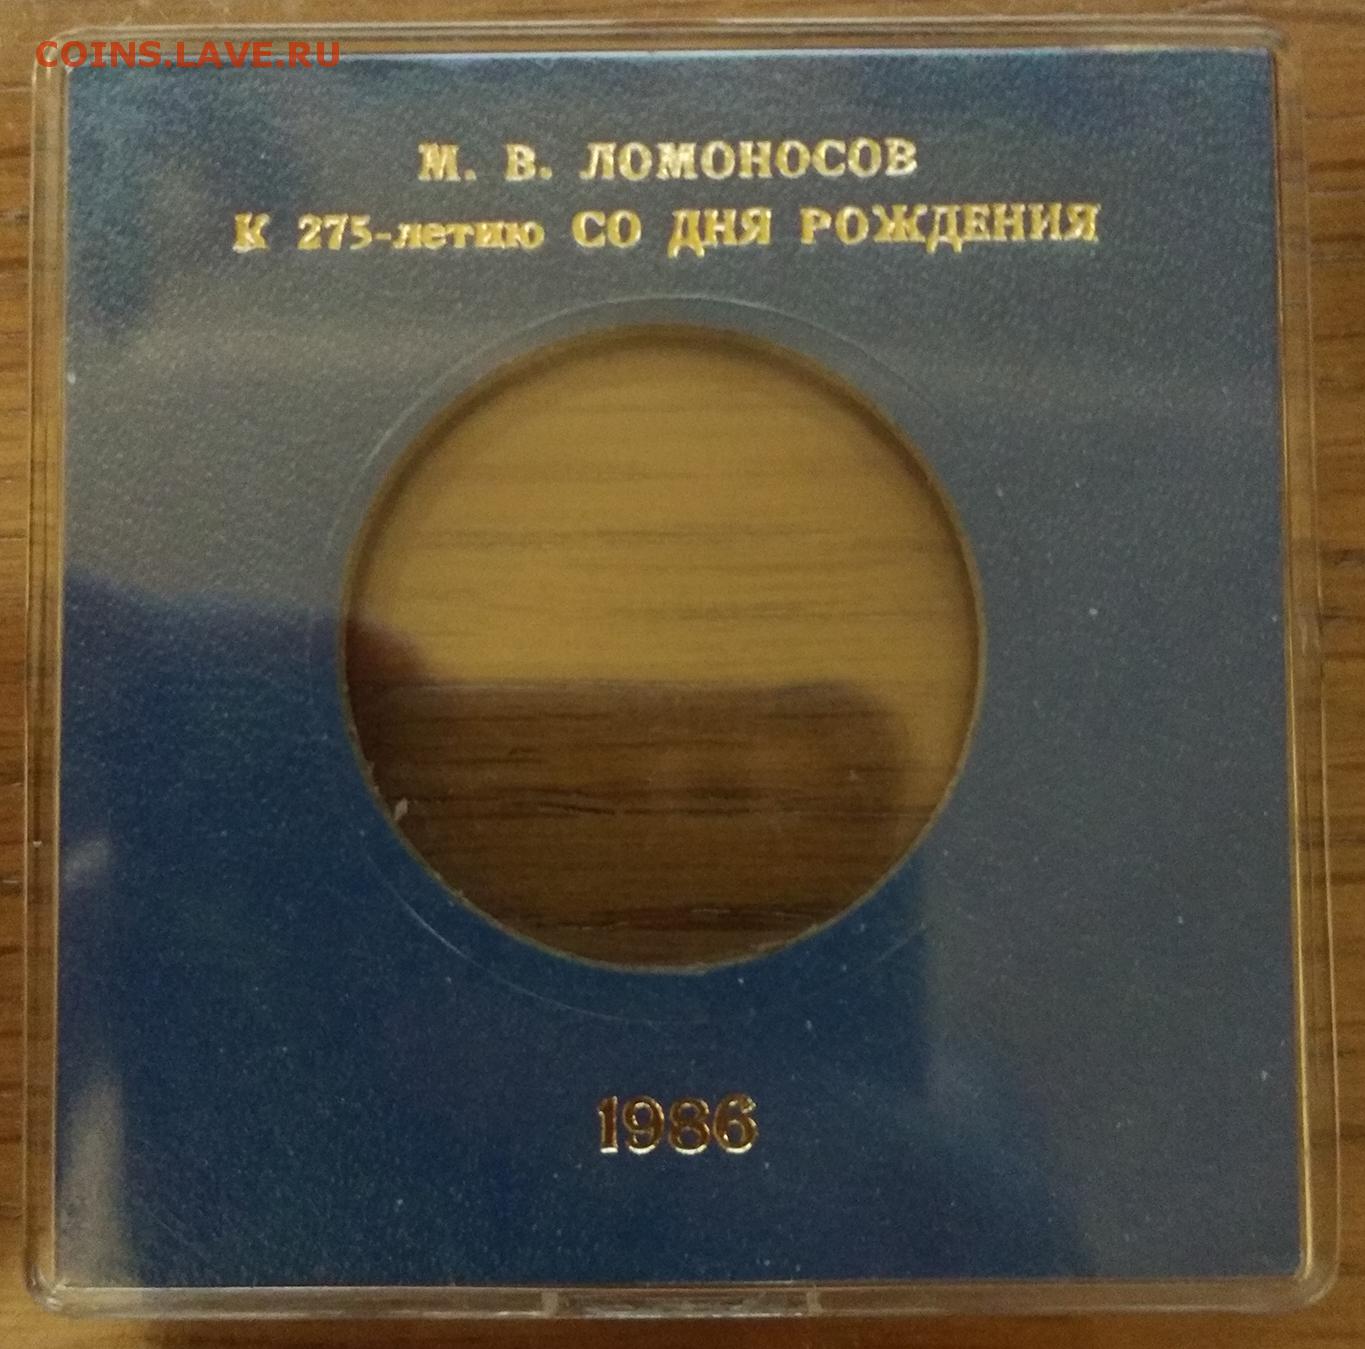 COINS.LAVE.RU
М. В. ЛОМОНОСОВ
К 275-летию СО ДНЯ РОЖДЕНИЯ
1986